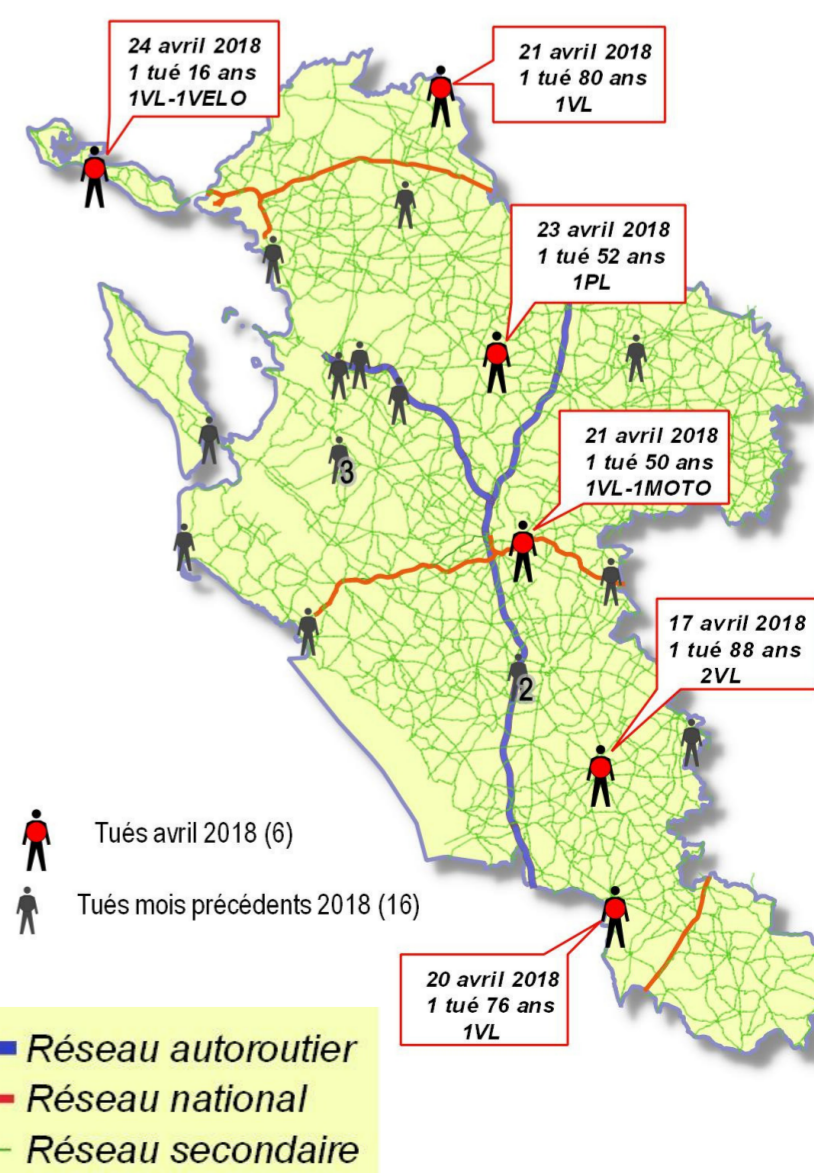 24 avril 2018
1 tué 16 ans
1VL-1VELO
21 avril 2018
1 tué 80 ans
1VL
23 avril 2018
1 tué 52 ans
1PL
21 avril 2018
1 tué 50 ans
1VL-1MOTO
3
17 avril 2018
1 tué 88 ans
2VL
2
Tués avril 2018 (6)
Tués mois précédents 2018 (16)
20 avril 2018
1 tué 76 ans
1VL
Réseau autoroutier
Réseau national
Réseau secondaire